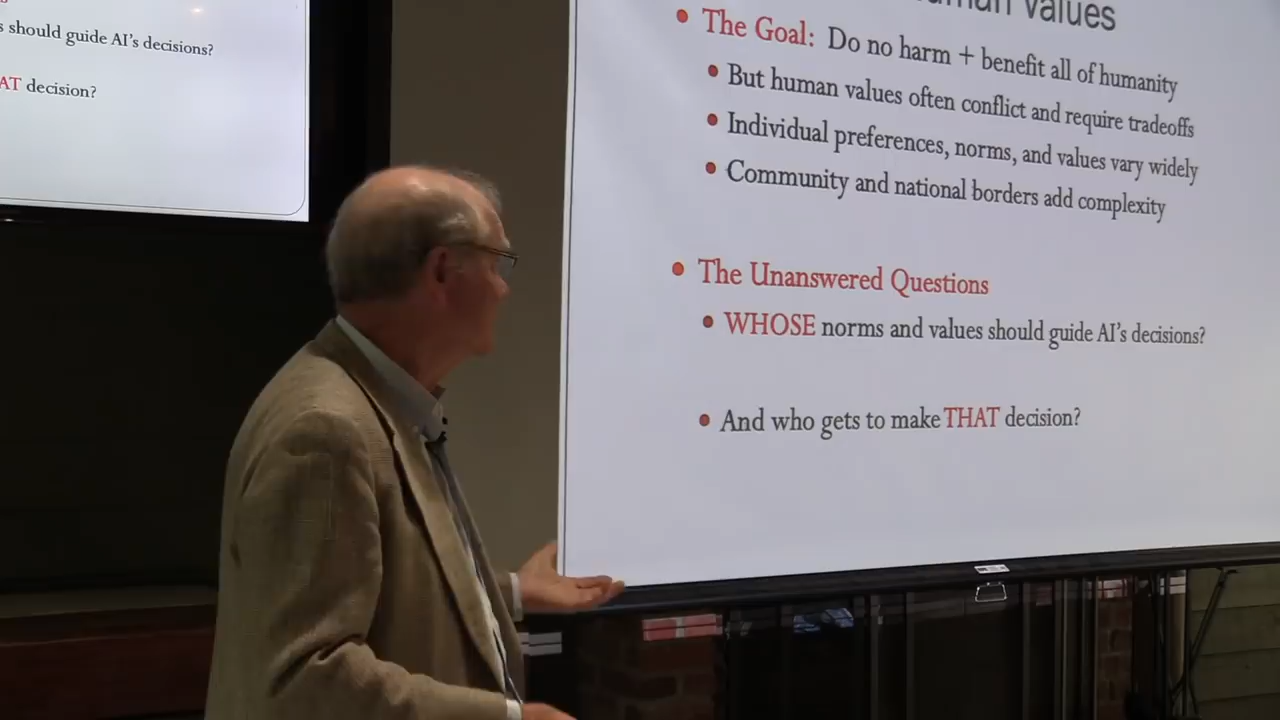 should guide AI's decisions?
decision?
Values
• The Goal: Do no harm + benefit all of humanity
• But human values often conflict and require tradeoffs
• Individual preferences, norms, and values vary widely
• Community and national borders add complexity
• The Unanswered Questions
• WHOSE norms and values should guide AI's decisions?
• And who gets to make THAT decision?